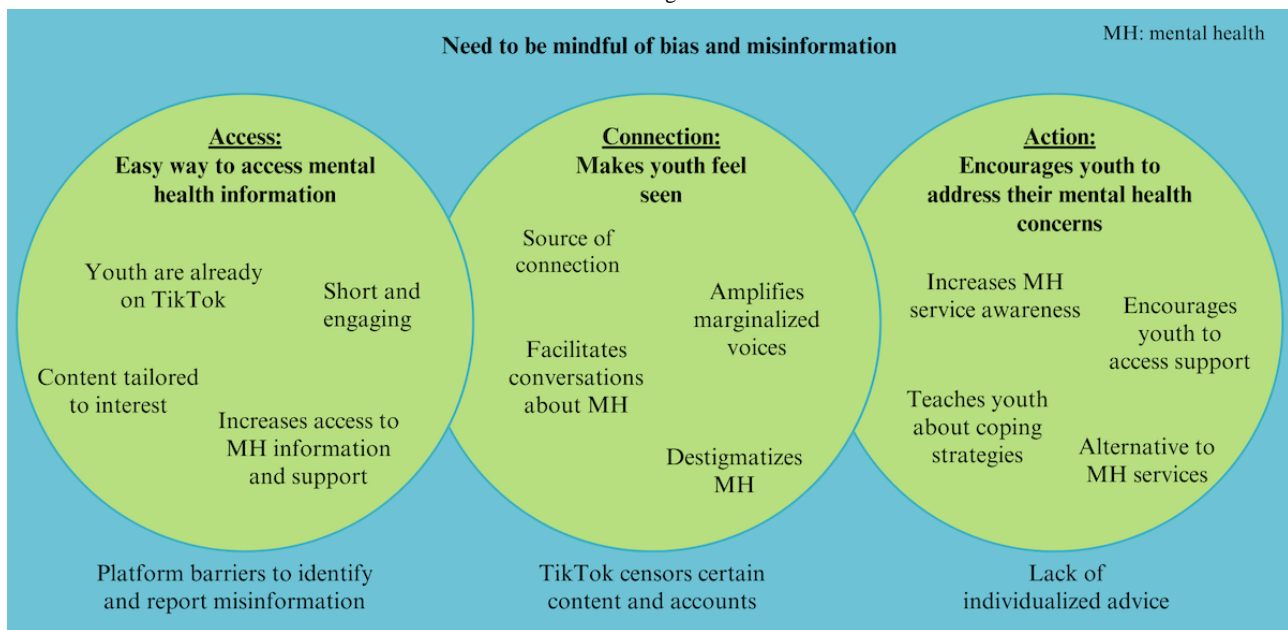 MH: mental health
Need to be mindful of bias and misinformation
Access:
Easy way to access mental
health information
Youth are already
on TikTok
Short and
engaging
Content tailored
to interest
Increases access to
MH information
and support
Connection:
Makes youth feel
seen
Source of
connection
Amplifies
marginalized
voices
Facilitates
conversations
about MH
Destigmatizes
MH
Action:
Encourages youth to
address their mental health
concerns
Increases MH
service awareness
Encourages
youth to
access support
Teaches youth
about coping
strategies
Alternative to
MH services
Platform barriers to identify
and report misinformation
TikTok censors certain
content and accounts
Lack of
individualized advice